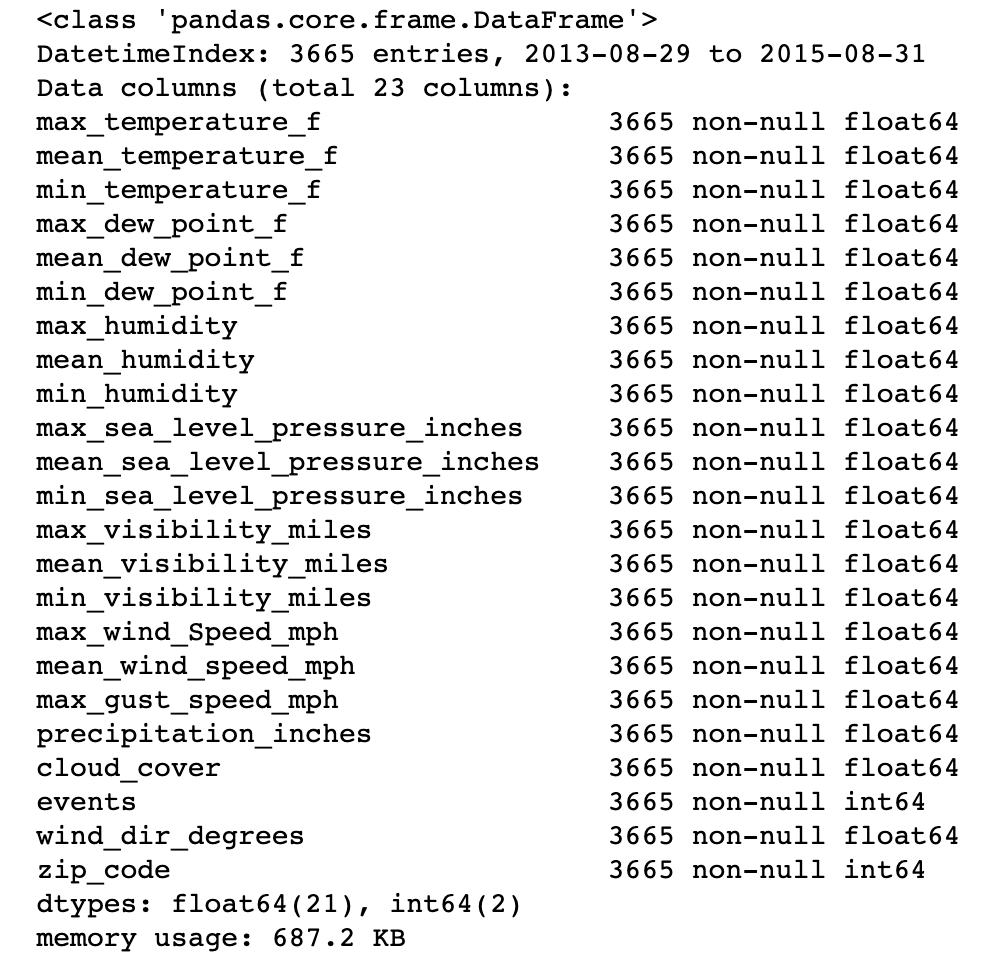 <class 'pandas.core.frame.DataFrame'>
DatetimeIndex: 3665 entries, 2013-08-29 to 2015-08-31
Data columns (total 23 columns):
max_temperature_f                  3665 non-null float64
mean_temperature_f                 3665 non-null float64
min_temperature_f                  3665 non-null float64
max_dew_point_f                    3665 non-null float64
mean_dew_point_f                   3665 non-null float64
min_dew_point_f                    3665 non-null float64
max_humidity                       3665 non-null float64
mean_humidity                      3665 non-null float64
min_humidity                       3665 non-null float64
max_sea_level_pressure_inches      3665 non-null float64
mean_sea_level_pressure_inches     3665 non-null float64
min_sea_level_pressure_inches      3665 non-null float64
max_visibility_miles               3665 non-null float64
mean_visibility_miles              3665 non-null float64
min_visibility_miles               3665 non-null float64
max_wind_Speed_mph                 3665 non-null float64
mean_wind_speed_mph                3665 non-null float64
max_gust_speed_mph                 3665 non-null float64
precipitation_inches               3665 non-null float64
cloud_cover                        3665 non-null float64
events                             3665 non-null int64
wind_dir_degrees                   3665 non-null float64
zip_code                           3665 non-null int64
dtypes: float64(21), int64(2)
memory usage: 687.2 KB